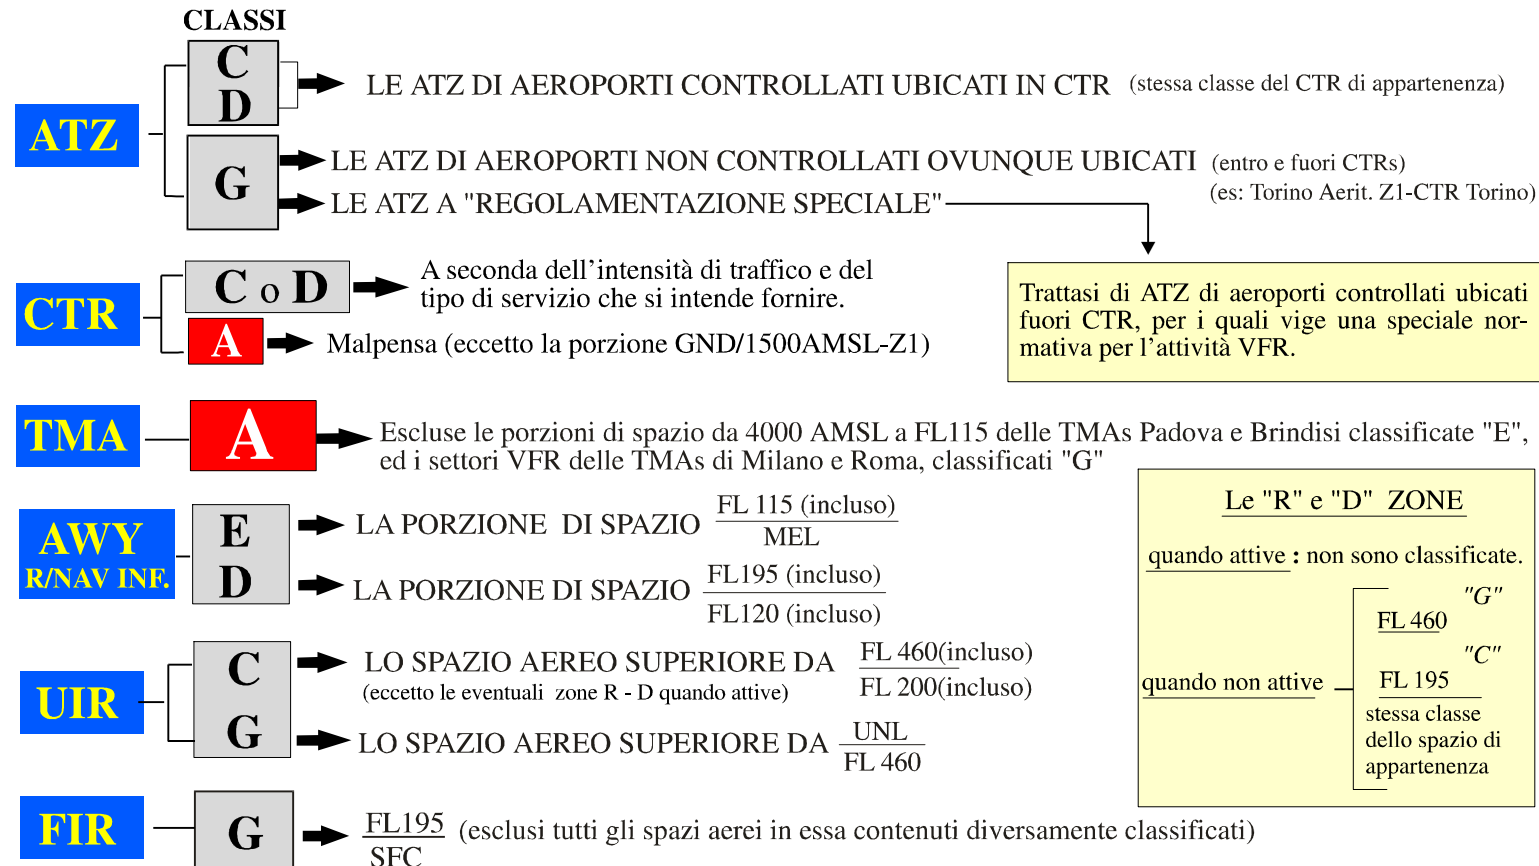 CLASSI
ATZ
C
D
LE ATZ DI AEROPORTI CONTROLLATI UBICATI IN CTR (stessa classe del CTR di appartenenza)
G
LE ATZ DI AEROPORTI NON CONTROLLATI OVUNQUE UBICATI (entro e fuori CTRs)
(es: Torino Aerit. Z1-CTR Torino)
LE ATZ A "REGOLAMENTAZIONE SPECIALE"
Trattasi di ATZ di aeroporti controllati ubicati
fuori CTR, per i quali vige una speciale nor-
mativa per l'attività VFR.
CTR
C o D
A seconda dell'intensità di traffico e del
tipo di servizio che si intende fornire.
A
Malpensa (eccetto la porzione GND/1500AMSL-Z1)
TMA
A
Escluse le porzioni di spazio da 4000 AMSL a FL115 delle TMAs Padova e Brindisi classificate "E",
ed i settori VFR delle TMAs di Milano e Roma, classificati "G"
AWY
R/NAV INF.
E
LA PORZIONE DI SPAZIO
FL 115 (incluso)
MEL
D
LA PORZIONE DI SPAZIO
FL195 (incluso)
FL120 (incluso)
UIR
C
LO SPAZIO AEREO SUPERIORE DA
FL 460(incluso)
FL 200(incluso)
(eccetto le eventuali zone R - D quando attive)
G
LO SPAZIO AEREO SUPERIORE DA
UNL
FL 460
FIR
G
FL195
SFC
(esclusi tutti gli spazi aerei in essa contenuti diversamente classificati)
Le "R" e "D" ZONE
quando attive : non sono classificate.
quando non attive
"G"
FL 460
"C"
FL 195
stessa classe
dello spazio di
appartenenza